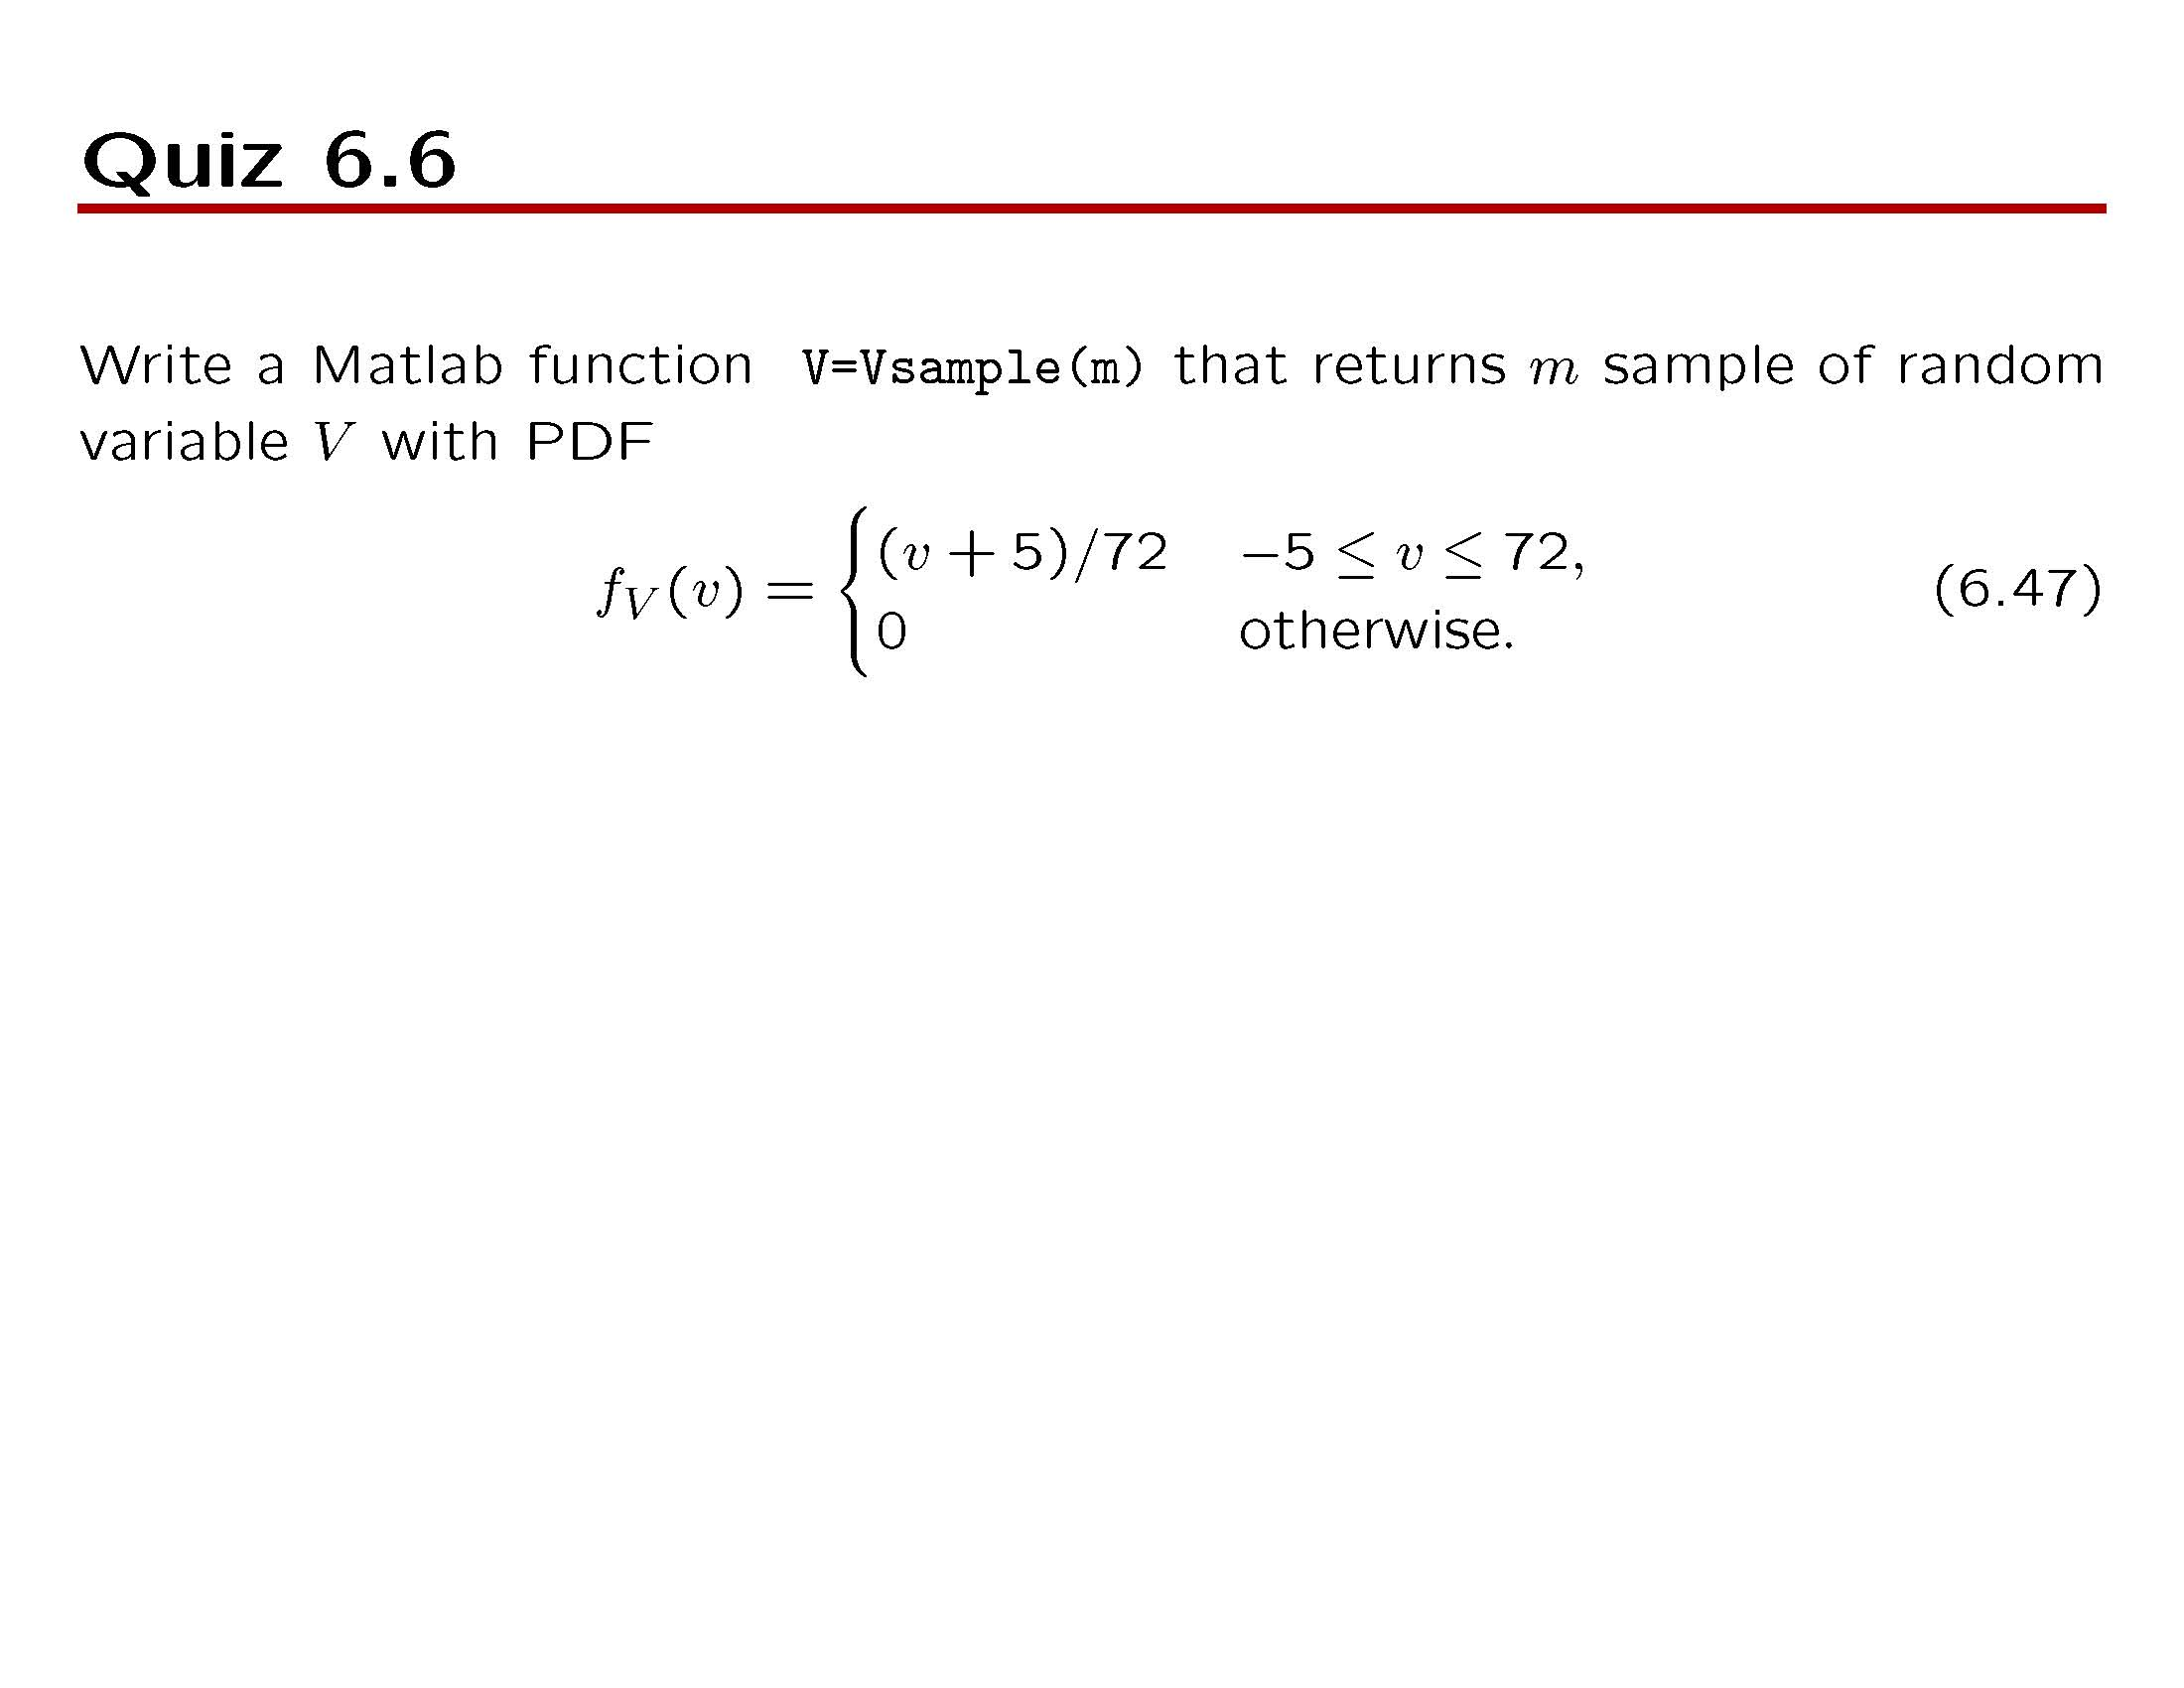 Quiz 6.6
Write a Matlab function V=Vsample(m) that returns m sample of random
variable V with PDF
f_V(v) = { (v + 5)/72 −5 ≤ v ≤ 72,
0 otherwise.
(6.47)